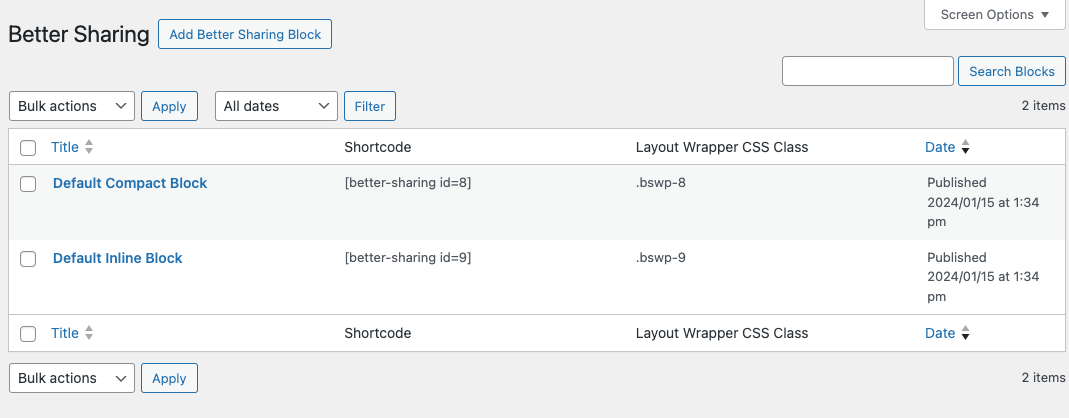 Screen Options
Better Sharing Add Better Sharing Block
Search Blocks
Bulk actions Apply All dates Filter 2 items
Title Shortcode Layout Wrapper CSS Class Date
Default Compact Block [better-sharing id=8] .bswp-8 Published
2024/01/15 at 1:34
pm
Default Inline Block [better-sharing id=9] .bswp-9 Published
2024/01/15 at 1:34
pm
Title Shortcode Layout Wrapper CSS Class Date
Bulk actions Apply 2 items